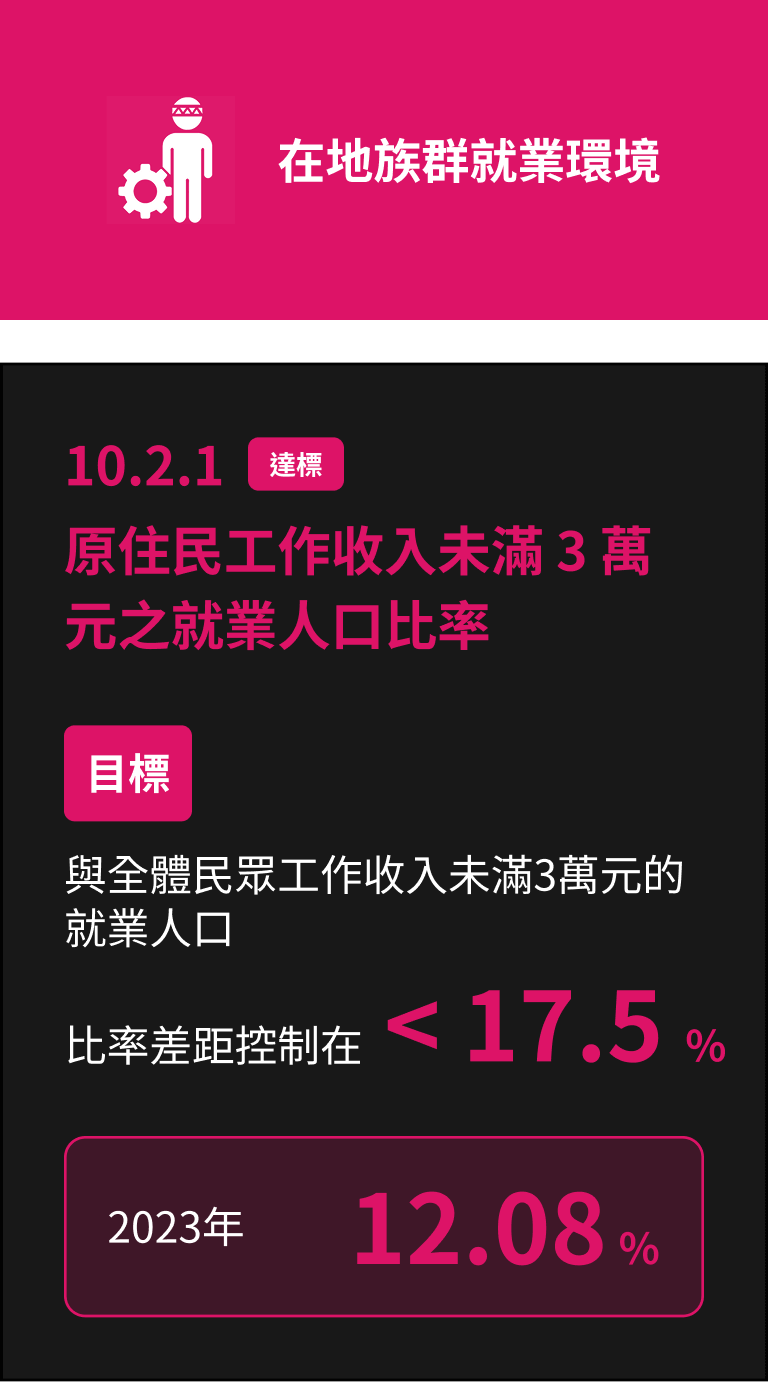 在地族群就業環境
10.2.1 達標
原住民工作收入未滿 3 萬
元之就業人口比率
目標
與全體民眾工作收入未滿3萬元的
就業人口
比率差距控制在 < 17.5 %
2023年 12.08 %